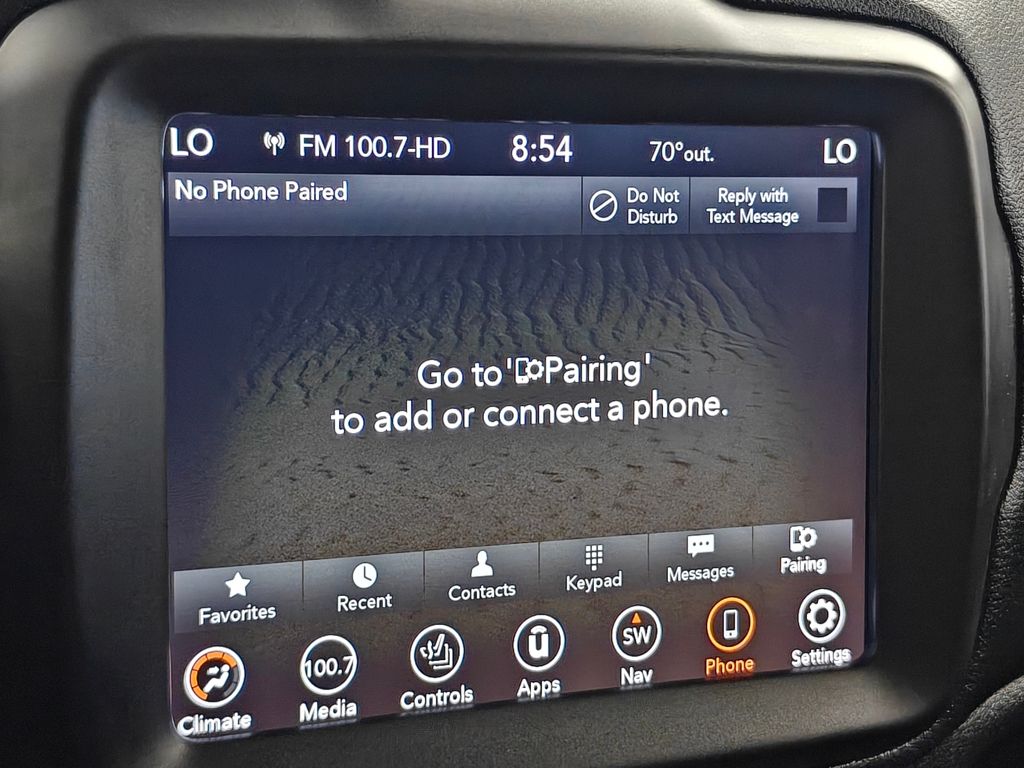 LO FM 100.7-HD 8:54 70°out. LO
No Phone Paired
Do Not
Disturb
Reply with
Text Message
Go to 'Pairing'
to add or connect a phone.
Favorites Recent Contacts Keypad Messages Pairing
100.7 SW
Climate Media Controls Apps Nav Phone Settings